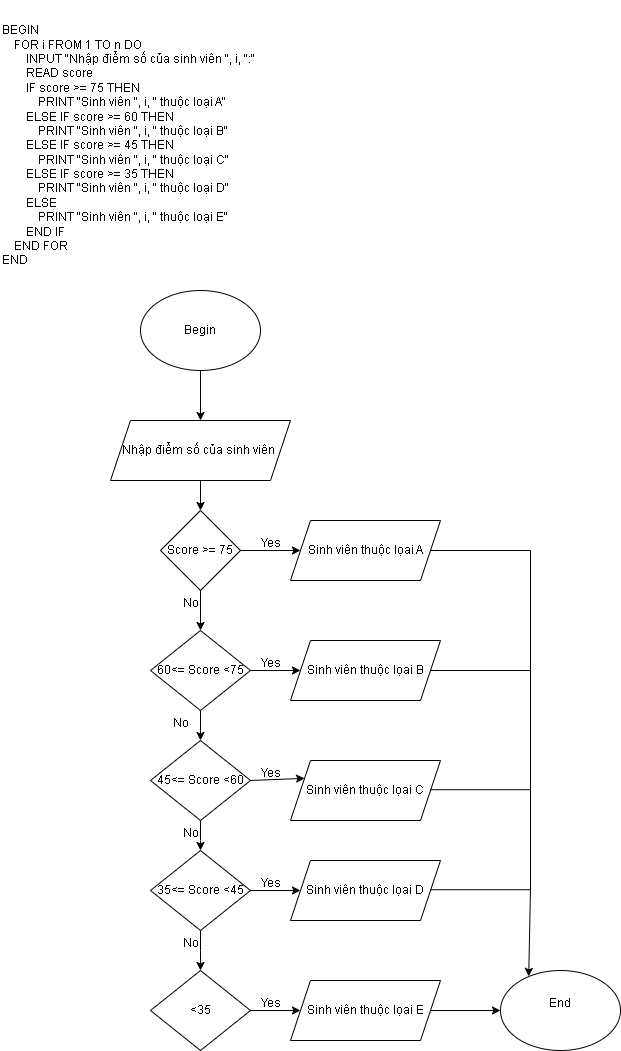 BEGIN
FOR i FROM 1 TO n DO
INPUT "Nhập điểm số của sinh viên ", i, ":"
READ score
IF score >= 75 THEN
PRINT "Sinh viên ", i, " thuộc loại A"
ELSE IF score >= 60 THEN
PRINT "Sinh viên ", i, " thuộc loại B"
ELSE IF score >= 45 THEN
PRINT "Sinh viên ", i, " thuộc loại C"
ELSE IF score >= 35 THEN
PRINT "Sinh viên ", i, " thuộc loại D"
ELSE
PRINT "Sinh viên ", i, " thuộc loại E"
END IF
END FOR
END
Begin
Nhập điểm số của sinh viên
Score >= 75
Yes
Sinh viên thuộc lọai A
No
60<= Score <75
Yes
Sinh viên thuộc lọai B
No
45<= Score <60
Yes
Sinh viên thuộc lọai C
No
35<= Score <45
Yes
Sinh viên thuộc lọai D
No
<35
Yes
Sinh viên thuộc lọai E
End